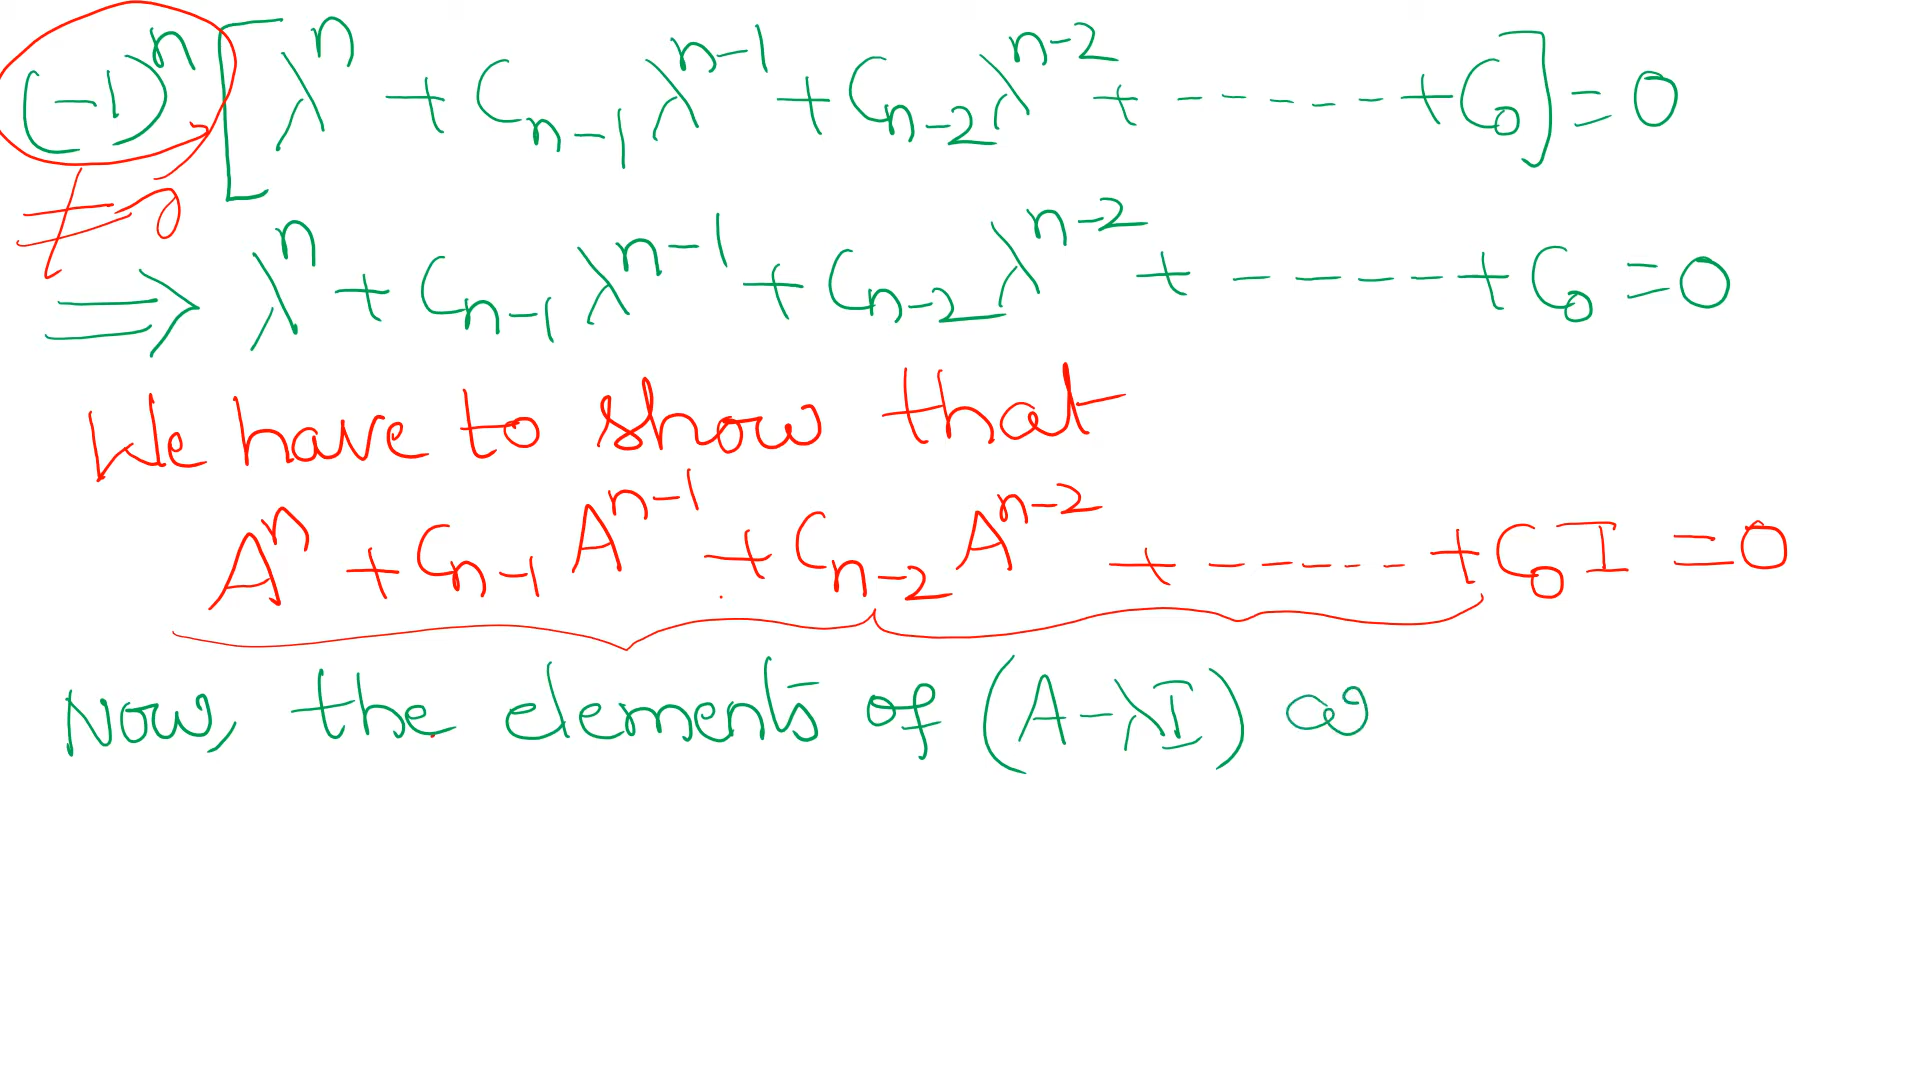 (-1)^n [λ^n + C_{n-1} λ^{n-1} + C_{n-2} λ^{n-2} + ------ + C_0] = 0
≠ 0
⇒ λ^n + C_{n-1} λ^{n-1} + C_{n-2} λ^{n-2} + ------ + C_0 = 0
We have to show that
A^n + C_{n-1} A^{n-1} + C_{n-2} A^{n-2} + ------ + C_0 I = 0
Now, the elements of (A-λI)